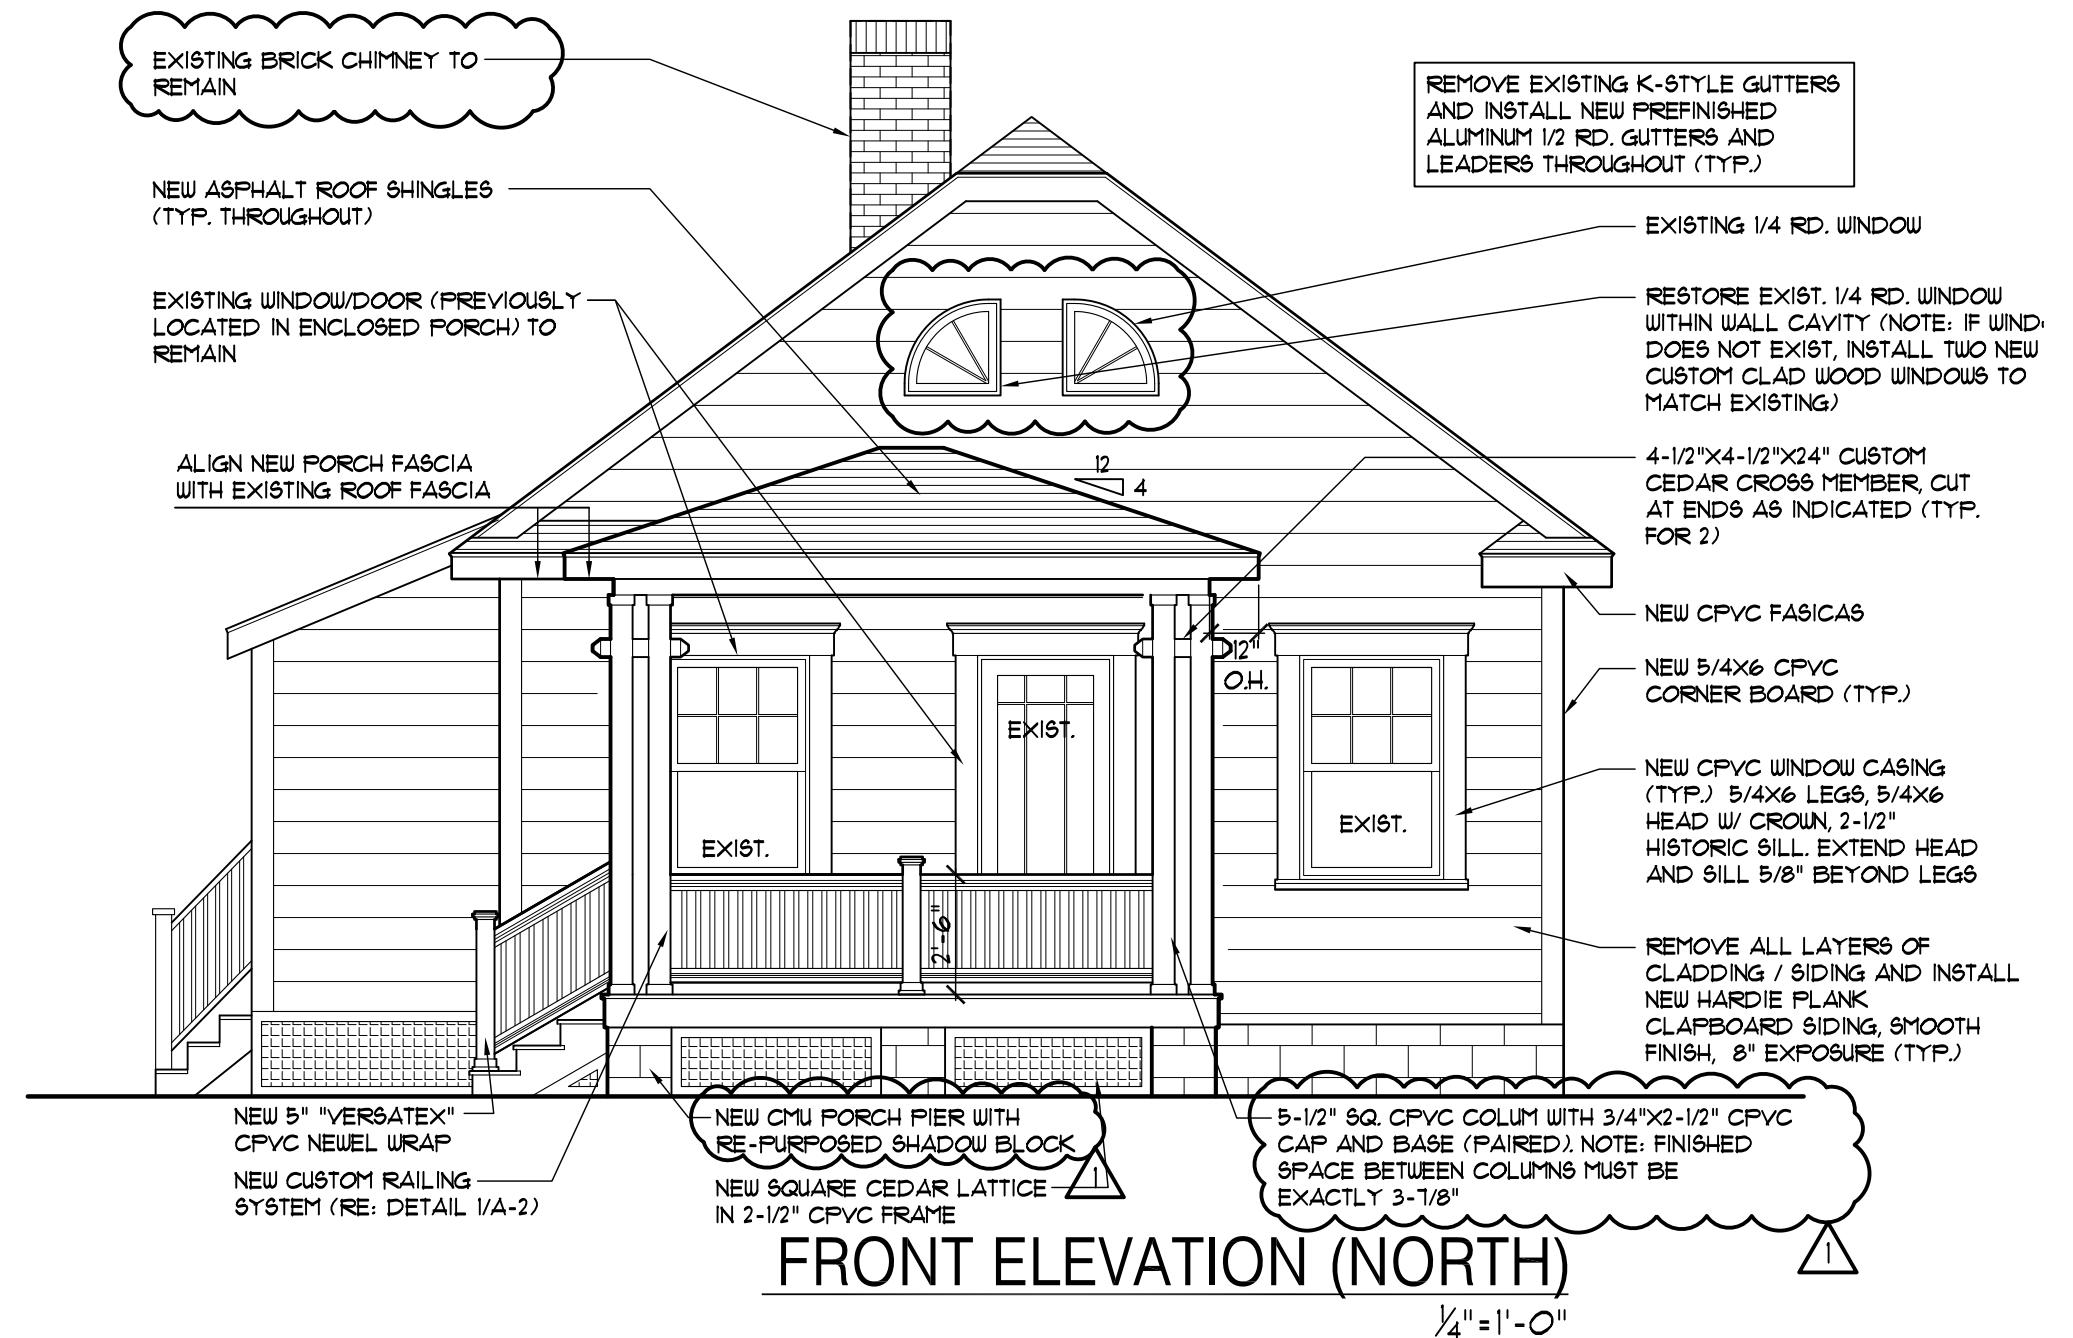 EXISTING BRICK CHIMNEY TO
REMAIN
NEW ASPHALT ROOF SHINGLES
(TYP. THROUGHOUT)
EXISTING WINDOW/DOOR (PREVIOUSLY
LOCATED IN ENCLOSED PORCH) TO
REMAIN
ALIGN NEW PORCH FASCIA
WITH EXISTING ROOF FASCIA
REMOVE EXISTING K-STYLE GUTTERS
AND INSTALL NEW PREFINISHED
ALUMINUM 1/2 RD. GUTTERS AND
LEADERS THROUGHOUT (TYP.)
EXISTING 1/4 RD. WINDOW
RESTORE EXIST. 1/4 RD. WINDOW
WITHIN WALL CAVITY (NOTE: IF
DOES NOT EXIST, INSTALL TWO NEW
CUSTOM CLAD WOOD WINDOWS TO
MATCH EXISTING)
4-1/2"X4-1/2"X24" CUSTOM
CEDAR CROSS MEMBER, CUT
AT ENDS AS INDICATED (TYP.
FOR 2)
12
4
12"
O.H.
NEW CPVC FASICAS
NEW 5/4X6 CPVC
CORNER BOARD (TYP.)
NEW CPVC WINDOW CASING
(TYP.) 5/4X6 LEGS, 5/4X6
HEAD W/ CROWN, 2-1/2"
HISTORIC SILL. EXTEND HEAD
AND SILL 5/8" BEYOND LEGS
REMOVE ALL LAYERS OF
CLADDING / SIDING AND INSTALL
NEW HARDIE PLANK
CLAPBOARD SIDING, SMOOTH
FINISH, 8" EXPOSURE (TYP.)
EXIST.
EXIST.
EXIST.
2'-6"
NEW 5" "VERSATEX"
CPVC NEWEL WRAP
NEW CUSTOM RAILING
SYSTEM (RE: DETAIL 1/A-2)
NEW CMU PORCH PIER WITH
RE-PURPOSED SHADOW BLOCK
1
NEW SQUARE CEDAR LATTICE
IN 2-1/2" CPVC FRAME
5-1/2" SQ. CPVC COLUM WITH 3/4"X2-1/2" CPVC
CAP AND BASE (PAIRED). NOTE: FINISHED
SPACE BETWEEN COLUMNS MUST BE
EXACTLY 3-7/8"
1
FRONT ELEVATION (NORTH)
1/4"=1'-0"